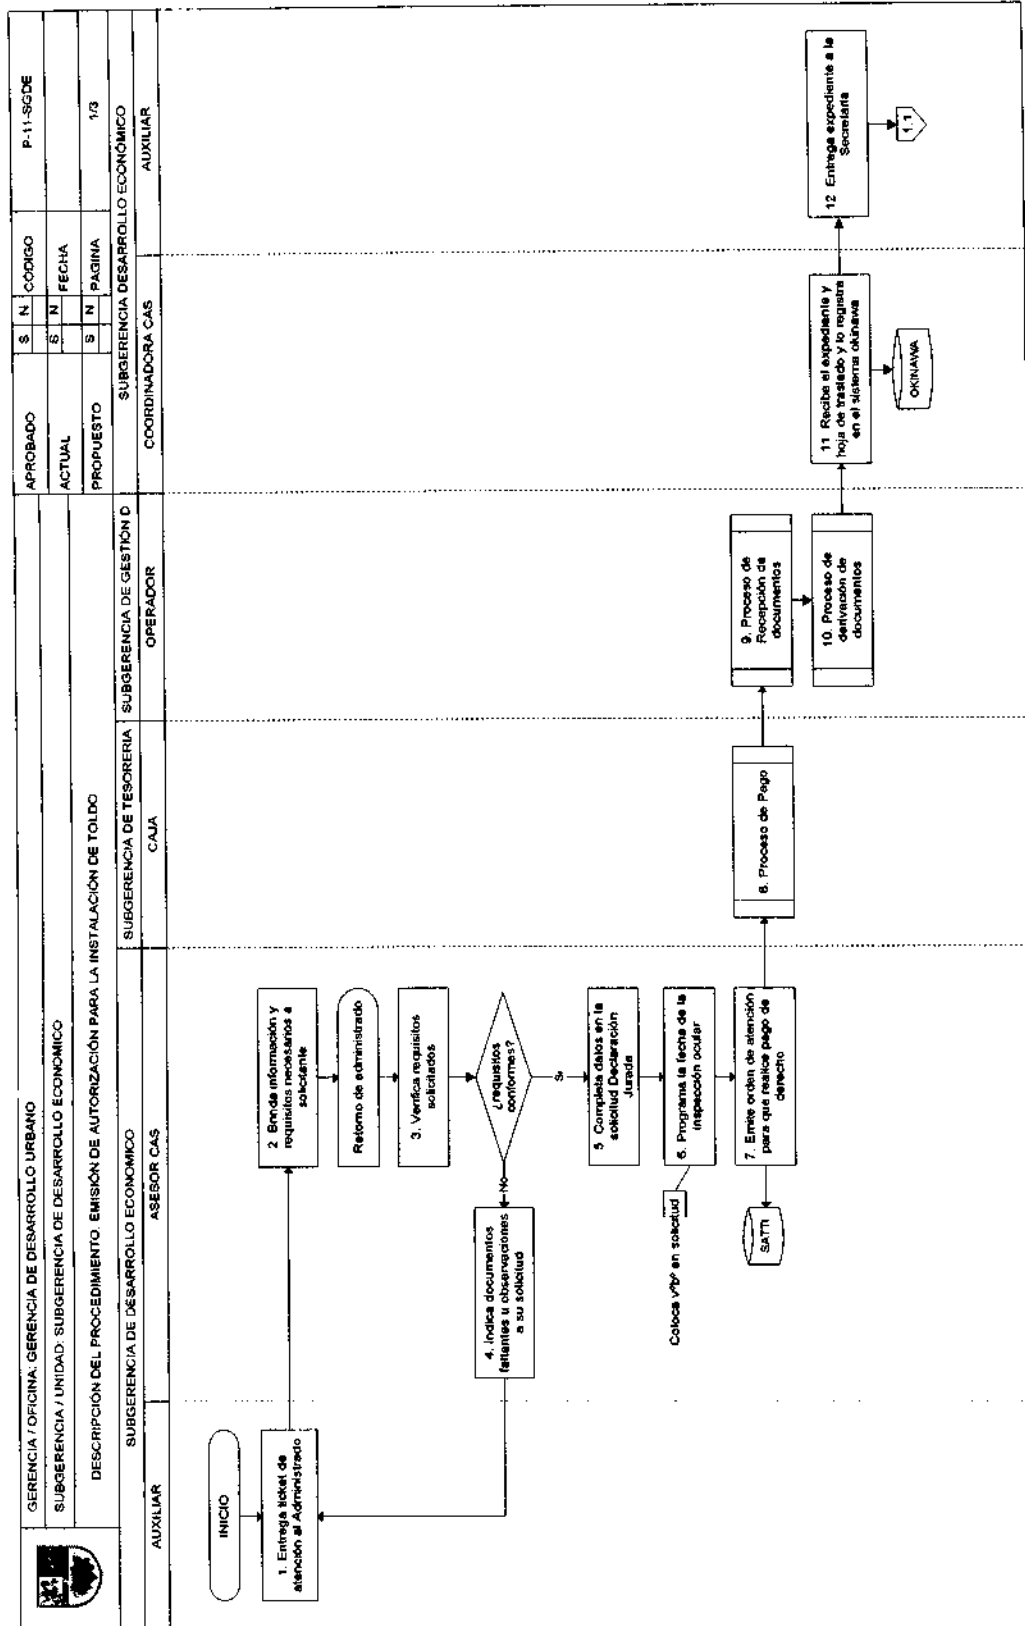 GERENCIA / OFICINA: GERENCIA DE DESARROLLO URBANO
SUBGERENCIA / UNIDAD: SUBGERENCIA DE DESARROLLO ECONOMICO
DESCRIPCIÓN DEL PROCEDIMIENTO. EMISIÓN DE AUTORIZACIÓN PARA LA INSTALACIÓN DE TOLDO
APROBADO
S N
CÓDIGO
P-11-SGDE
ACTUAL
S N
FECHA
PROPUESTO
S N
PAGINA
1/3
SUBGERENCIA DE DESARROLLO ECONOMICO
SUBGERENCIA DE TESORERIA
SUBGERENCIA DE GESTIÓN D
SUBGERENCIA DESARROLLO ECONÓMICO
AUXILIAR
ASESOR CAS
CAJA
OPERADOR
COORDINADORA CAS
AUXILIAR
INICIO
1. Entrega ticket de
atención al Administrado
2 Brinda información y
requisitos necesarios a
solicitante
Retorno de administrado
3. Verifica requisitos
solicitados
¿requisitos
conformes?
No
Si
4. Indica documentos
faltantes u observaciones
a su solicitud
5 Completa datos en la
solicitud Declaración
Jurada
6. Programa la fecha de la
inspección ocular
Coloca vºbº en solicitud
7. Emite orden de atención
para que realice pago de
derecho
SATTI
8. Proceso de Pago
9. Proceso de
Recepción de
documentos
10. Proceso de
derivación de
documentos
11 Recibe el expediente y
hoja de traslado y lo registra
en el sistema okinawa
OKINAWA
12 Entrega expediente a la
Secretaria
1.1